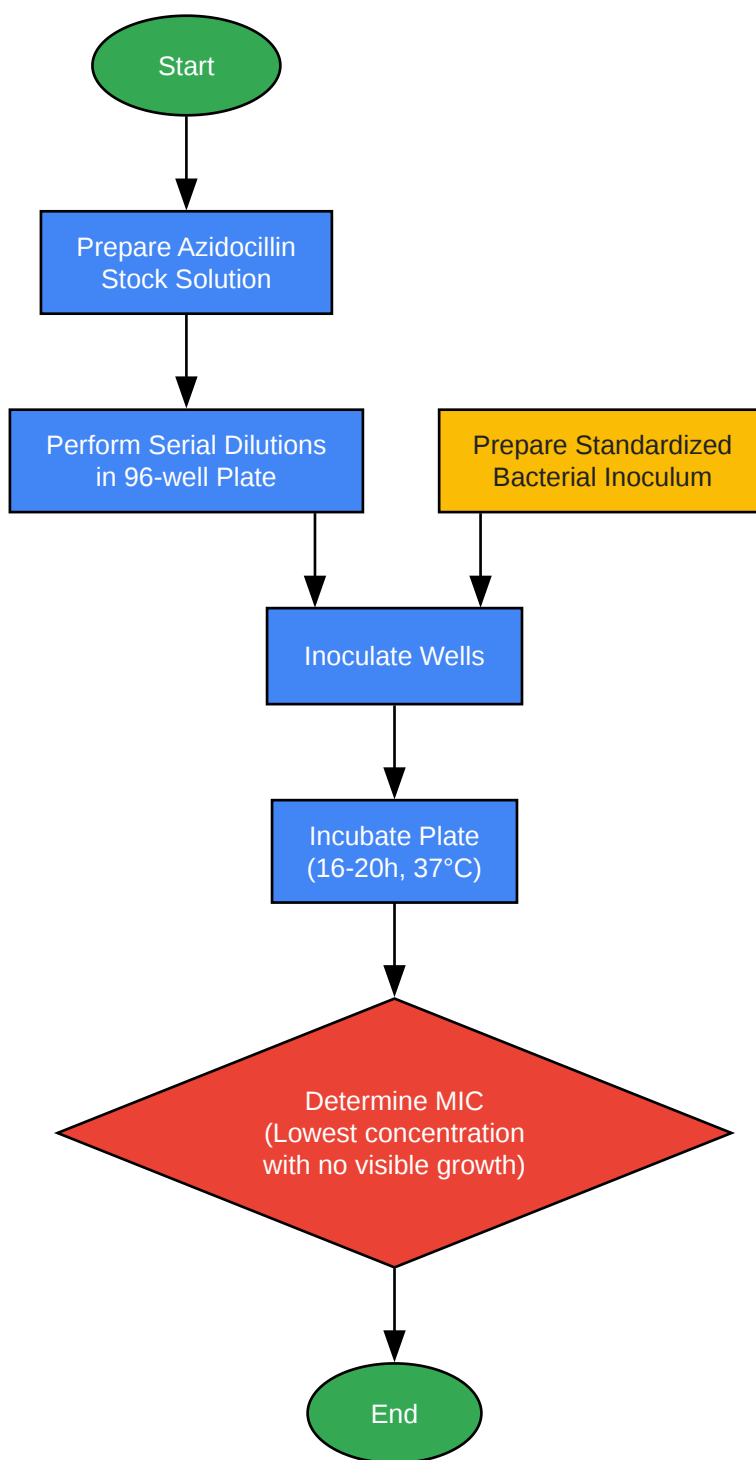 Start
Prepare Azidocillin
Stock Solution
Perform Serial Dilutions
in 96-well Plate
Prepare Standardized
Bacterial Inoculum
Inoculate Wells
Incubate Plate
(16-20h, 37°C)
Determine MIC
(Lowest concentration
with no visible growth)
End